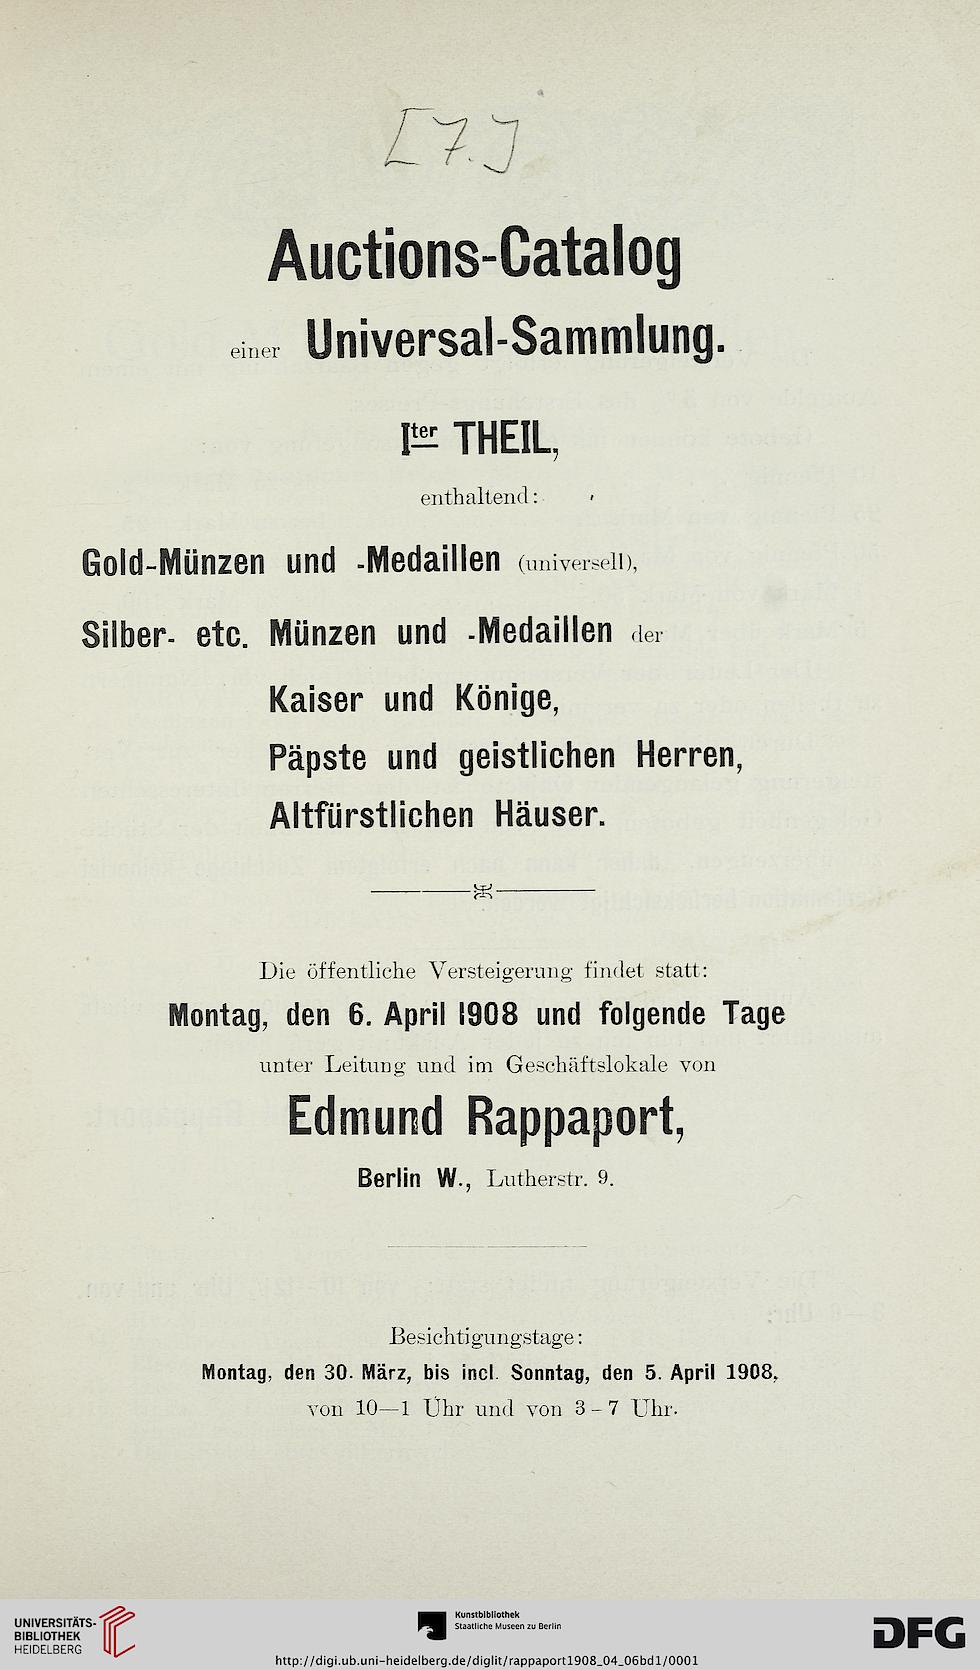 [7.]
Auctions-Catalog
einer Universal-Sammlung.
Iter THEIL,
enthaltend:
Gold-Münzen und -Medaillen (universell),
Silber- etc. Münzen und -Medaillen der
Kaiser und Könige,
Päpste und geistlichen Herren,
Altfürstlichen Häuser.
Die öffentliche Versteigerung findet statt:
Montag, den 6. April 1908 und folgende Tage
unter Leitung und im Geschäftslokale von
Edmund Rappaport,
Berlin W., Lutherstr. 9.
Besichtigungstage:
Montag, den 30. März, bis incl. Sonntag, den 5. April 1908,
von 10—1 Uhr und von 3-7 Uhr.
UNIVERSITÄTS-
BIBLIOTHEK
HEIDELBERG
Kunstbibliothek
Staatliche Museen zu Berlin
DFG
http://digi.ub.uni-heidelberg.de/diglit/rappaport1908_04_06bd1/0001